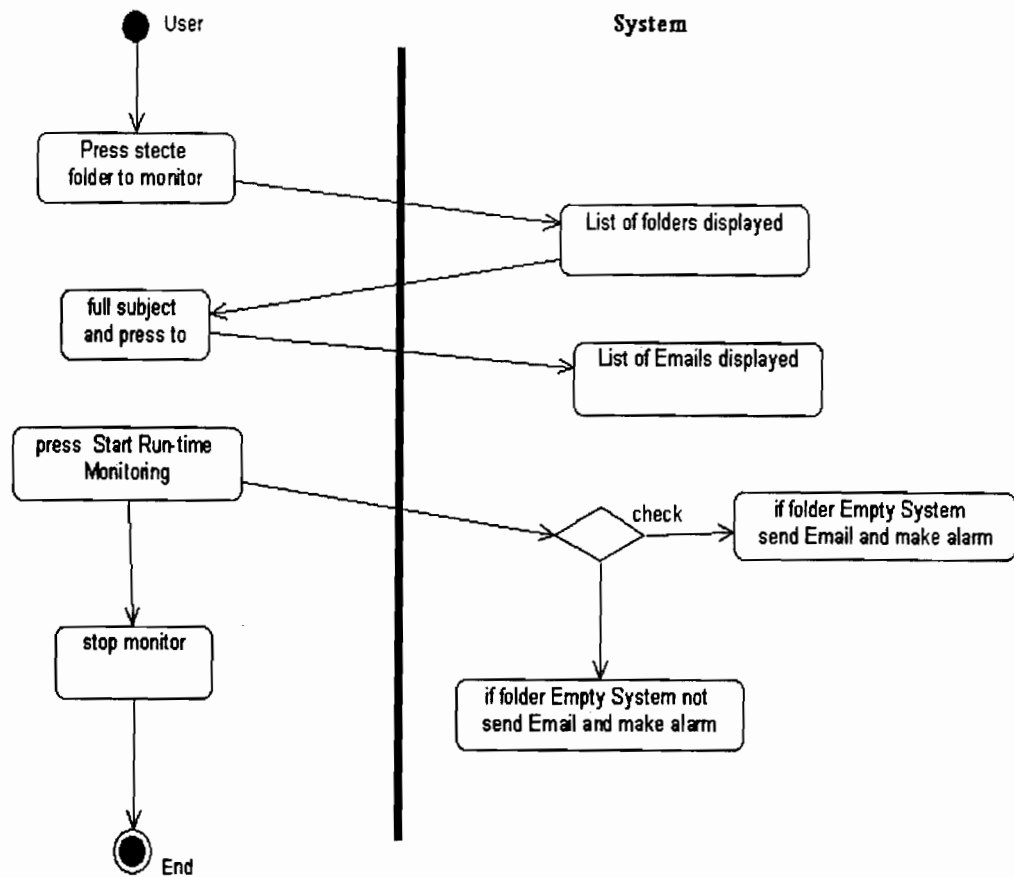 User
System
Press stecte
folder to monitor
List of folders displayed
full subject
and press to
List of Emails displayed
press Start Run-time
Monitoring
check
if folder Empty System
send Email and make alarm
stop monitor
if folder Empty System not
send Email and make alarm
End